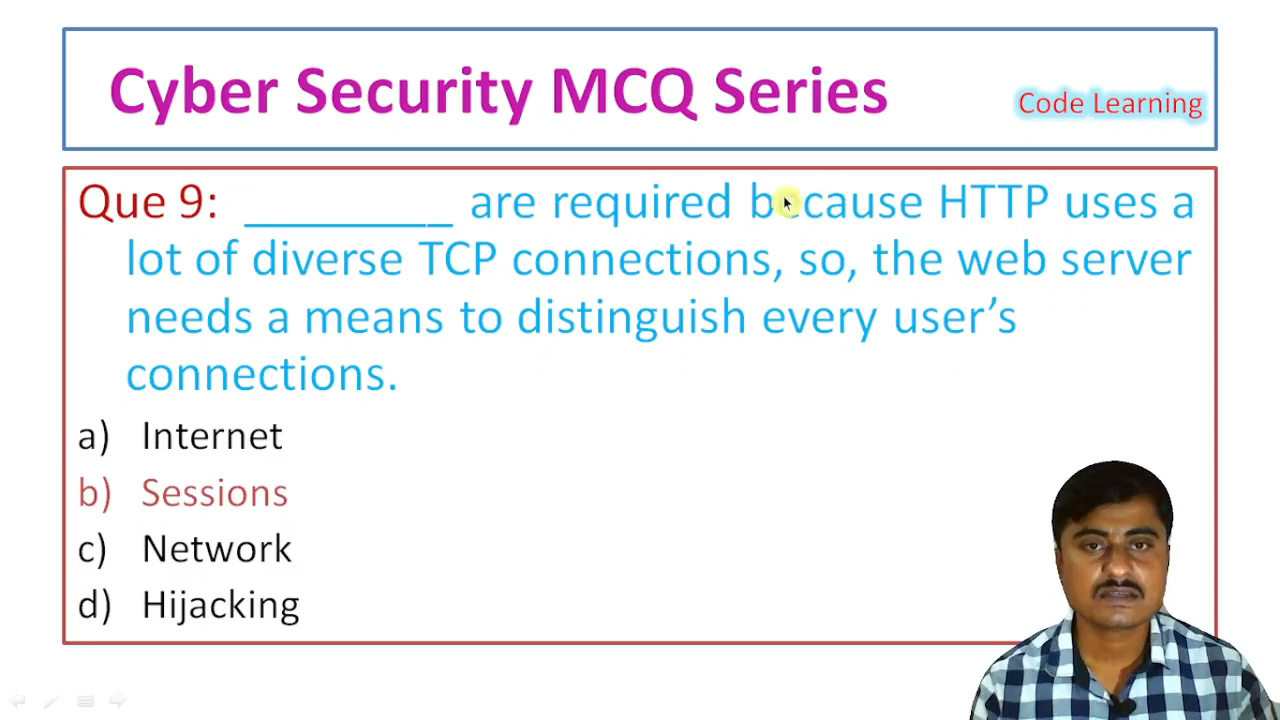 Cyber Security MCQ Series
Code Learning
Que 9: ________ are required because HTTP uses a
lot of diverse TCP connections, so, the web server
needs a means to distinguish every user’s
connections.
a) Internet
b) Sessions
c) Network
d) Hijacking